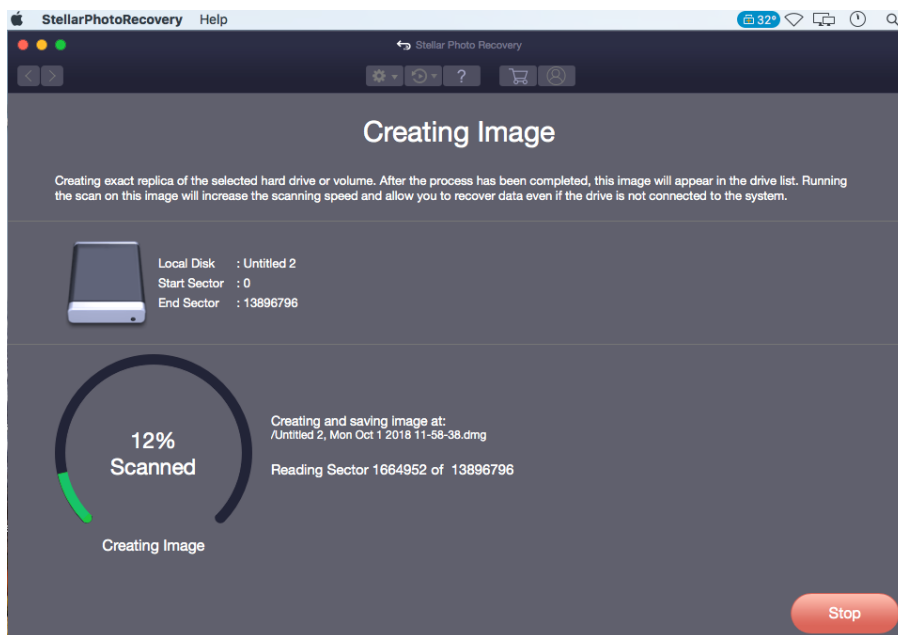 StellarPhotoRecovery Help 32°
Stellar Photo Recovery
?
Creating Image
Creating exact replica of the selected hard drive or volume. After the process has been completed, this image will appear in the drive list. Running
the scan on this image will increase the scanning speed and allow you to recover data even if the drive is not connected to the system.
Local Disk : Untitled 2
Start Sector : 0
End Sector : 13896796
12%
Scanned
Creating Image
Creating and saving image at:
/Untitled 2, Mon Oct 1 2018 11-58-38.dmg
Reading Sector 1664952 of 13896796
Stop